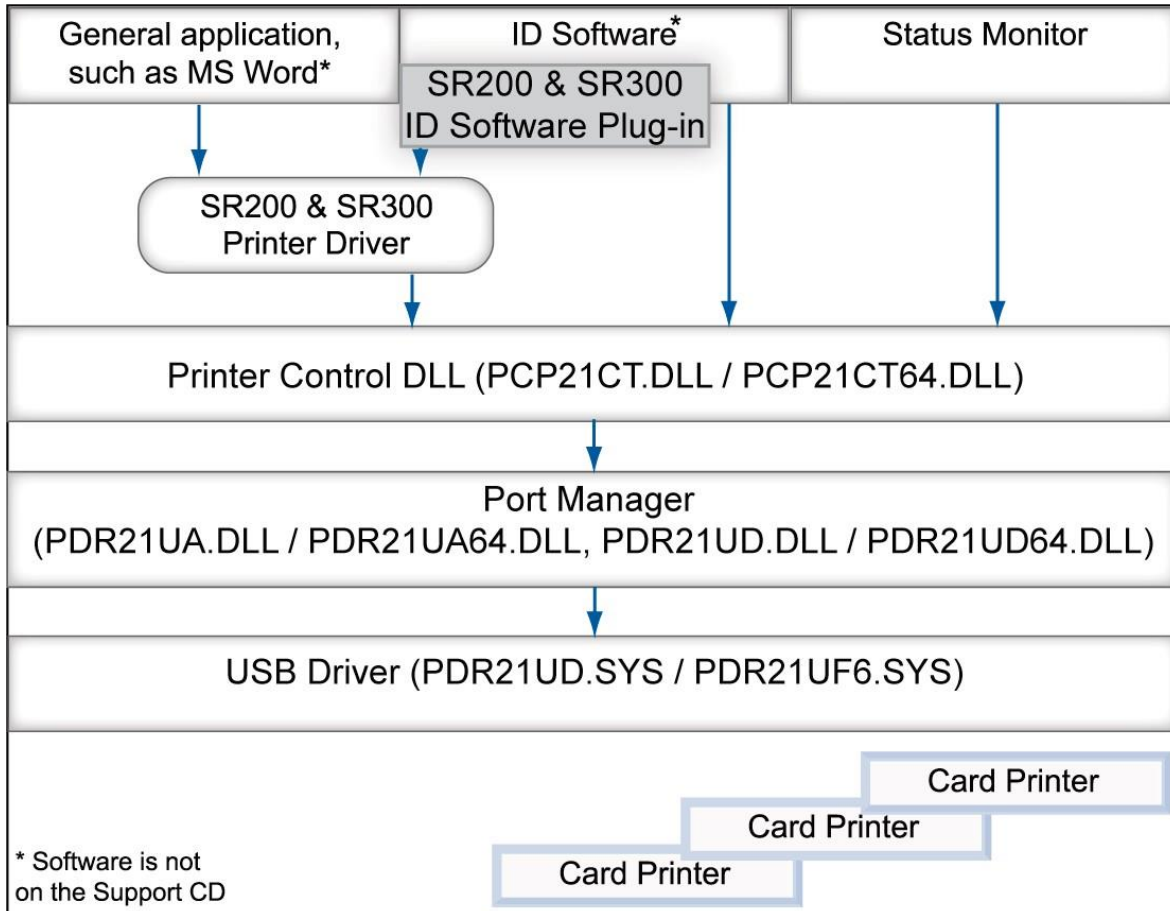 General application,
such as MS Word*
ID Software*
Status Monitor
SR200 & SR300
ID Software Plug-in
SR200 & SR300
Printer Driver
Printer Control DLL (PCP21CT.DLL / PCP21CT64.DLL)
Port Manager
(PDR21UA.DLL / PDR21UA64.DLL, PDR21UD.DLL / PDR21UD64.DLL)
USB Driver (PDR21UD.SYS / PDR21UF6.SYS)
Card Printer
Card Printer
Card Printer
* Software is not
on the Support CD